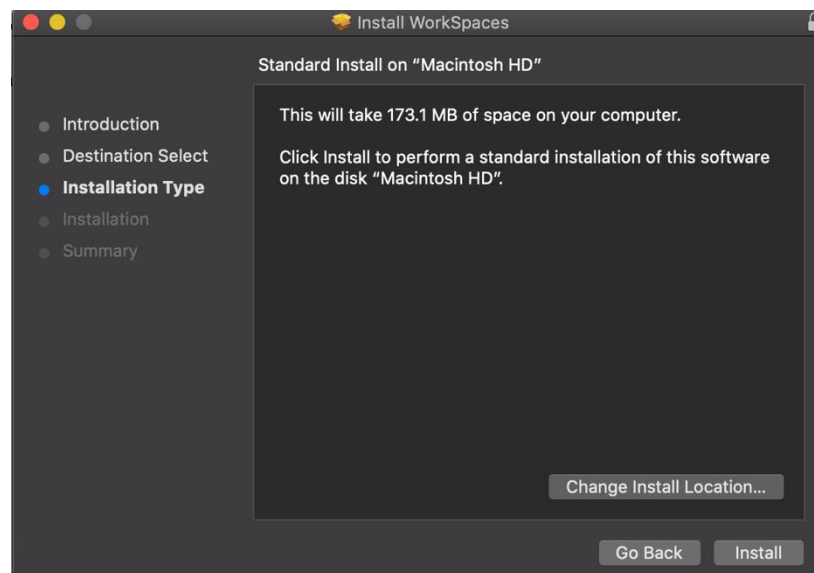 Install WorkSpaces
Standard Install on “Macintosh HD”
Introduction
Destination Select
Installation Type
Installation
Summary
This will take 173.1 MB of space on your computer.
Click Install to perform a standard installation of this software
on the disk “Macintosh HD”.
Change Install Location...
Go Back
Install